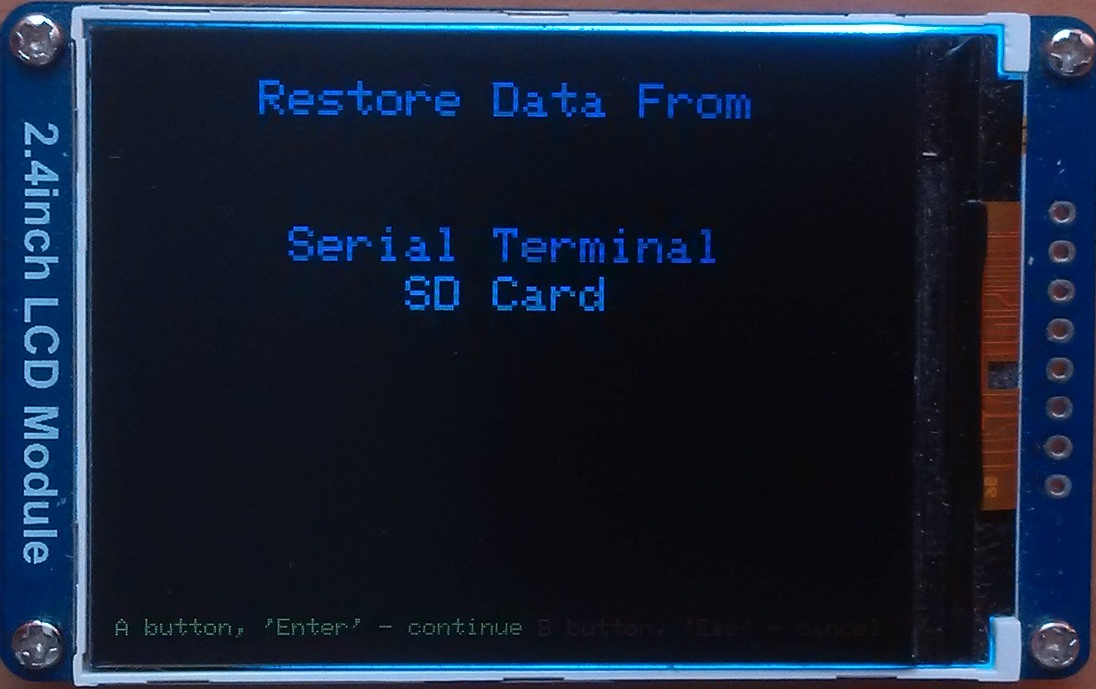 2.4inch LCD Module
Restore Data From
Serial Terminal
SD Card
A button, 'Enter' - continue B button, 'Esc' - cancel